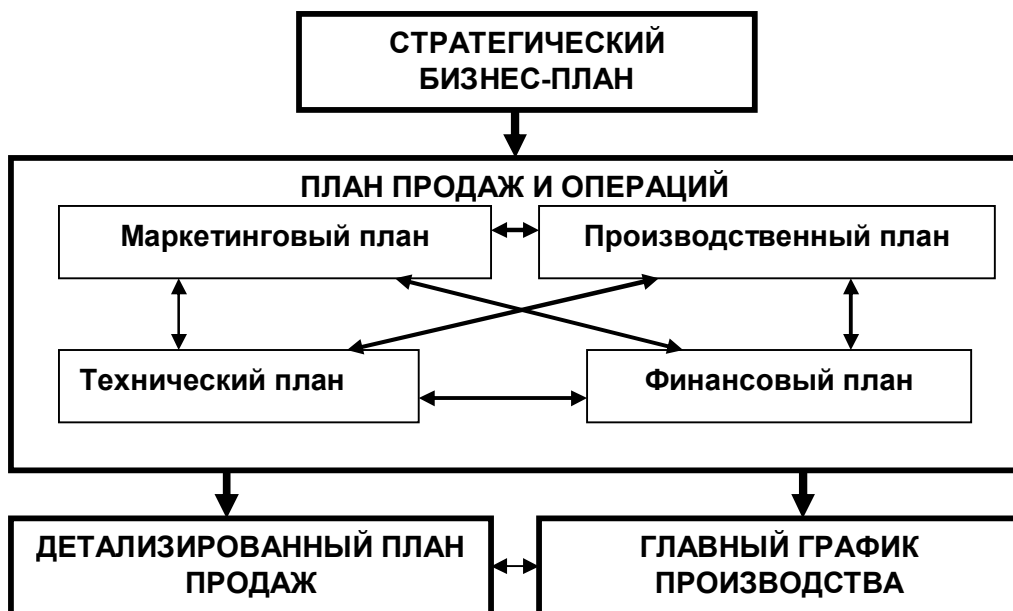 СТРАТЕГИЧЕСКИЙ
БИЗНЕС-ПЛАН
ПЛАН ПРОДАЖ И ОПЕРАЦИЙ
Маркетинговый план
Производственный план
Технический план
Финансовый план
ДЕТАЛИЗИРОВАННЫЙ ПЛАН
ПРОДАЖ
ГЛАВНЫЙ ГРАФИК
ПРОИЗВОДСТВА